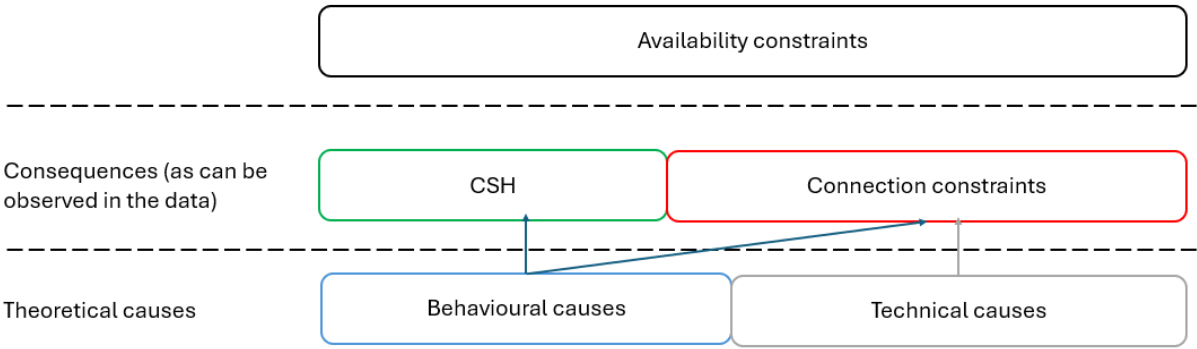 Availability constraints
Consequences (as can be
observed in the data)
CSH
Connection constraints
Theoretical causes
Behavioural causes
Technical causes